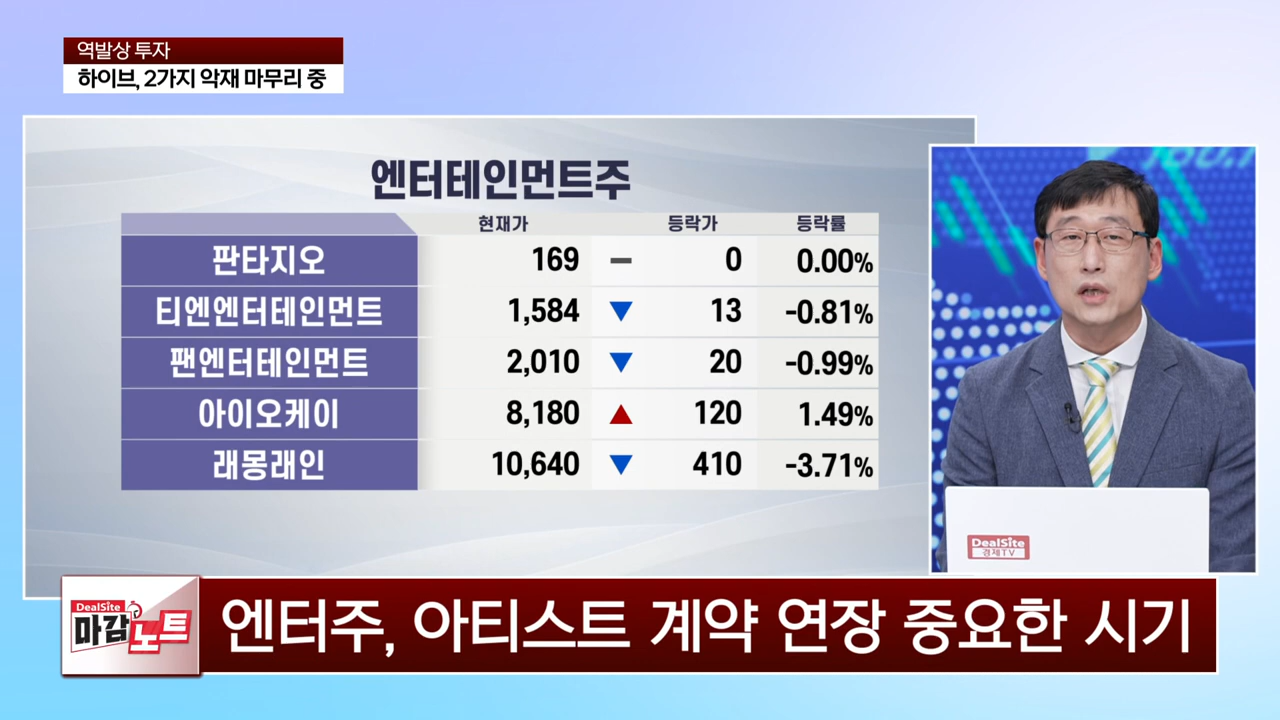 역발상 투자
하이브, 2가지 악재 마무리 중
엔터테인먼트주
현재가 등락가 등락률
판타지오 169 0 0.00%
티엔엔터테인먼트 1,584 ▼ 13 -0.81%
팬엔터테인먼트 2,010 ▼ 20 -0.99%
아이오케이 8,180 ▲ 120 1.49%
래몽래인 10,640 ▼ 410 -3.71%
DealSite
경제TV
DealSite
마감노트
엔터주, 아티스트 계약 연장 중요한 시기